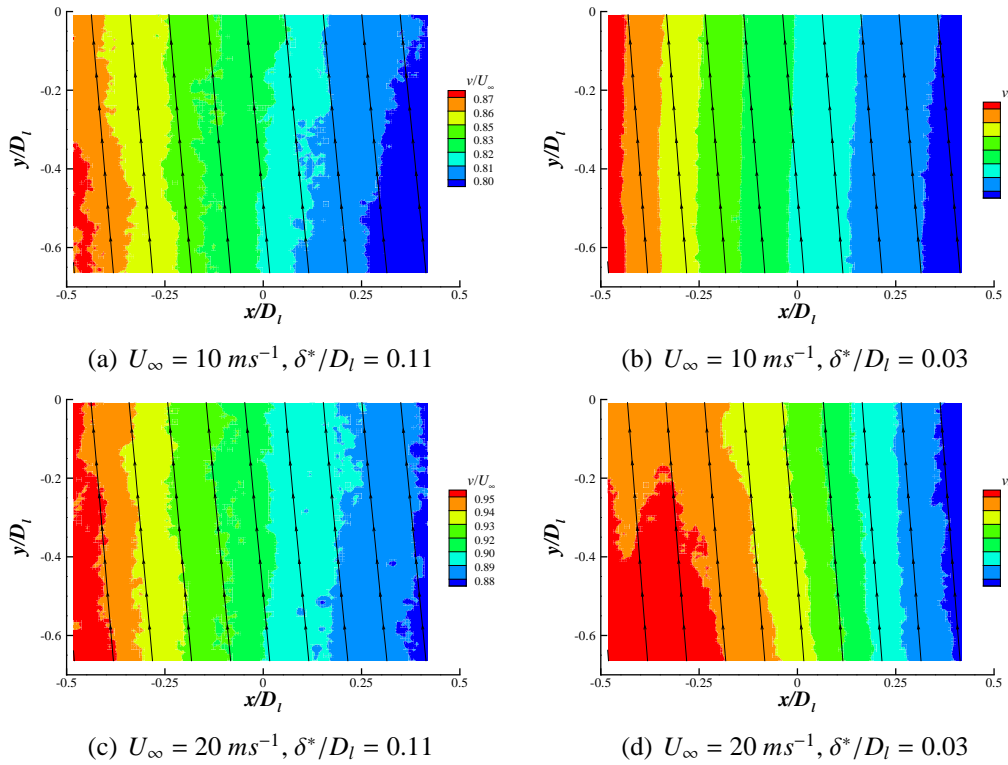 0
-0.2
-0.4
-0.6
y/D_l
-0.5 -0.25 0 0.25 0.5
x/D_l
v/U_∞
0.87
0.86
0.85
0.83
0.82
0.81
0.80
(a) U_∞ = 10 ms⁻¹, δ*/D_l = 0.11
0
-0.2
-0.4
-0.6
y/D_l
-0.5 -0.25 0 0.25 0.5
x/D_l
v
(b) U_∞ = 10 ms⁻¹, δ*/D_l = 0.03
0
-0.2
-0.4
-0.6
y/D_l
-0.5 -0.25 0 0.25 0.5
x/D_l
v/U_∞
0.95
0.94
0.93
0.92
0.90
0.89
0.88
(c) U_∞ = 20 ms⁻¹, δ*/D_l = 0.11
0
-0.2
-0.4
-0.6
y/D_l
-0.5 -0.25 0 0.25 0.5
x/D_l
v
(d) U_∞ = 20 ms⁻¹, δ*/D_l = 0.03